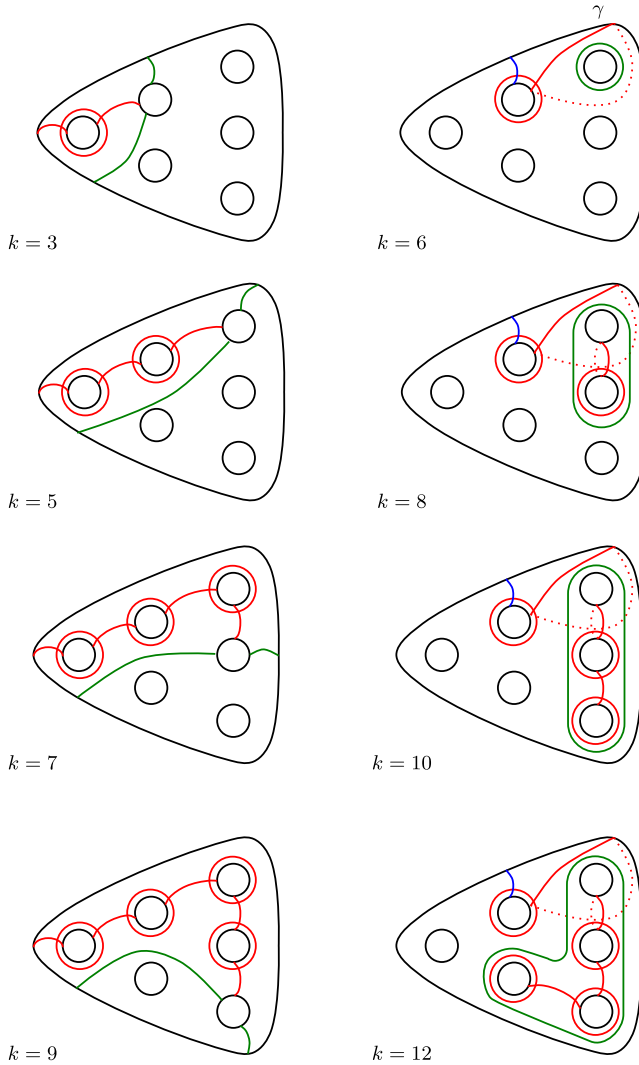 γ
k = 3
k = 6
k = 5
k = 8
k = 7
k = 10
k = 9
k = 12